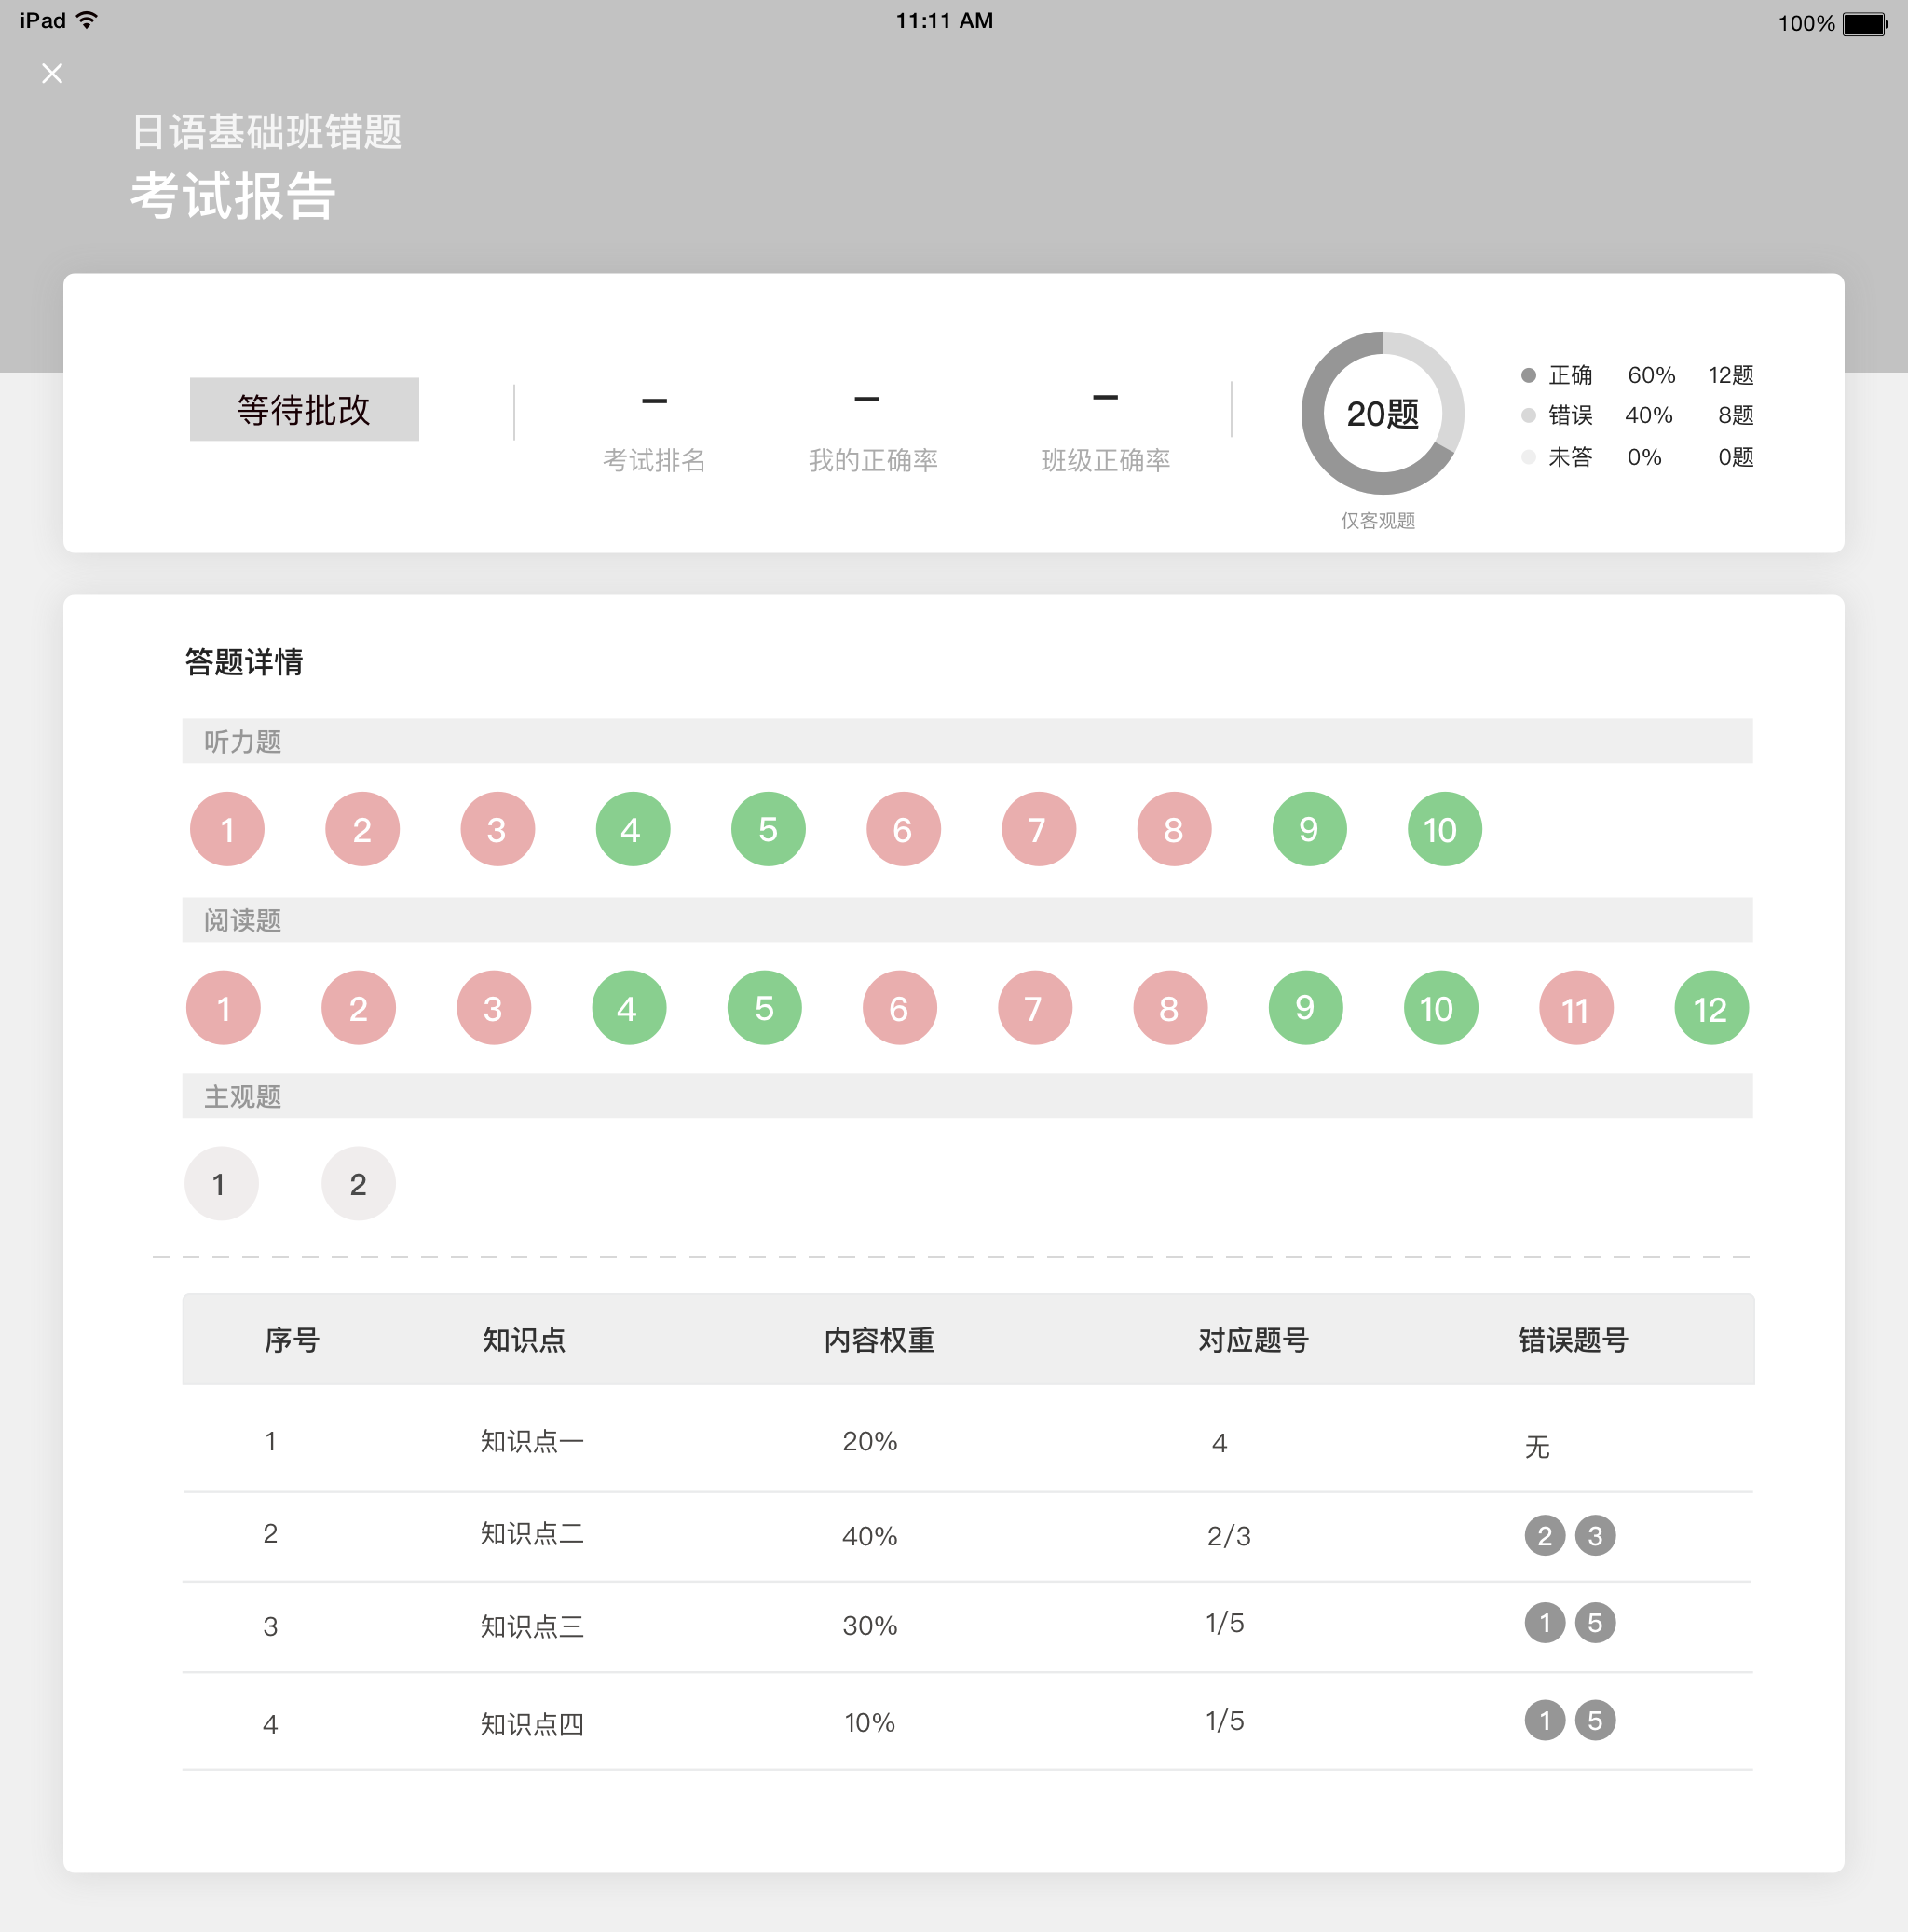 iPad 11:11 AM 100%
日语基础班错题
考试报告
等待批改
–
考试排名
–
我的正确率
–
班级正确率
20题
仅客观题
正确 60% 12题
错误 40% 8题
未答 0% 0题
答题详情
听力题
1 2 3 4 5 6 7 8 9 10
阅读题
1 2 3 4 5 6 7 8 9 10 11 12
主观题
1 2
序号 知识点 内容权重 对应题号 错误题号
1 知识点一 20% 4 无
2 知识点二 40% 2/3 2 3
3 知识点三 30% 1/5 1 5
4 知识点四 10% 1/5 1 5